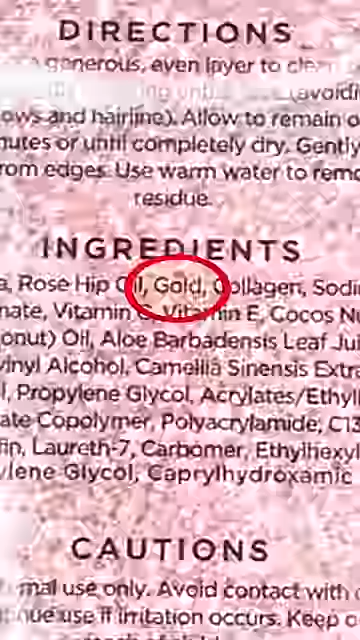 DIRECTIONS
generous, even layer to
(avoidi
ows and hairline). Allow to remain o
nutes or until completely dry. Gently
rom edges. Use warm water to remo
residue.
INGREDIENTS
a, Rose Hip Oil, Gold, Collagen, Sodi
nate, Vitamin C, Vitamin E, Cocos Nu
onut) Oil, Aloe Barbadensis Leaf Jui
vinyl Alcohol, Camellia Sinensis Extra
l, Propylene Glycol, Acrylates/Ethyll
ate Copolymer, Polyacrylamide, C13
fin, Laureth-7, Carbomer, Ethylhexyl
ylene Glycol, Caprylhydroxamic
CAUTIONS
rnal use only. Avoid contact with
nue use if irritation occurs. Keep o